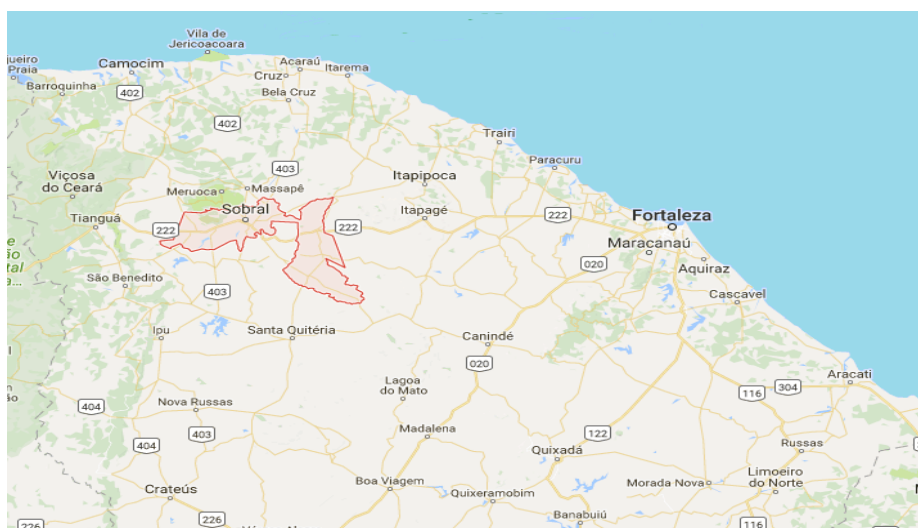 Vila de
Jericoacoara
Praia
Camocim
Acaraú
Itarema
Cruz
Barroquinha
402
Bela Cruz
402
Trairi
403
Paracuru
Viçosa
do Ceará
Meruoca
Massapê
Itapipoca
Sobral
Tianguá
222
222
Itapagé
222
Fortaleza
Maracanaú
020
Aquiraz
São Benedito
403
Cascavel
Ipu
Santa Quitéria
Canindé
020
Aracati
Lagoa
do Mato
116
304
404
Nova Russas
403
Madalena
122
404
Quixadá
Russas
Limoeiro
do Norte
Boa Viagem
Morada Nova
Crateús
Quixeramobim
226
226
Banabuiú
116